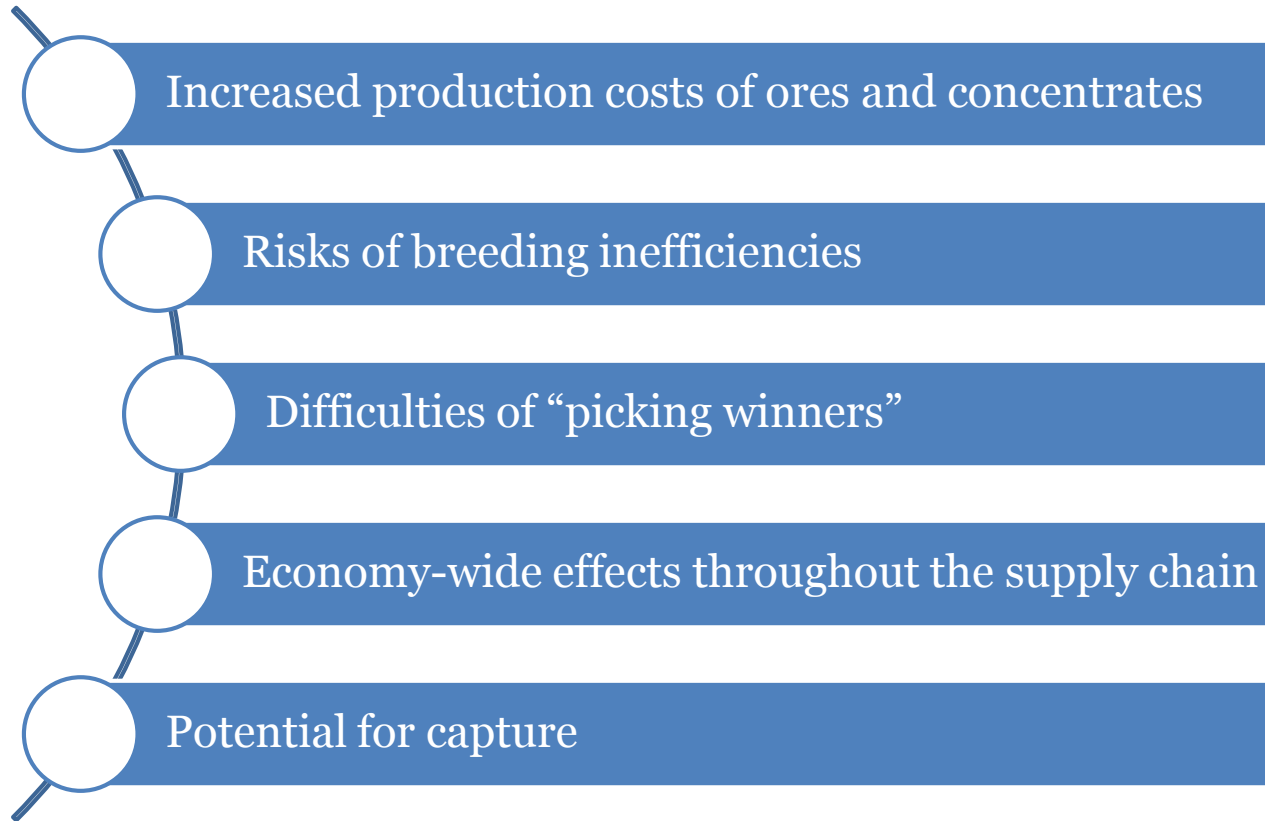 Increased production costs of ores and concentrates
Risks of breeding inefficiencies
Difficulties of “picking winners”
Economy-wide effects throughout the supply chain
Potential for capture